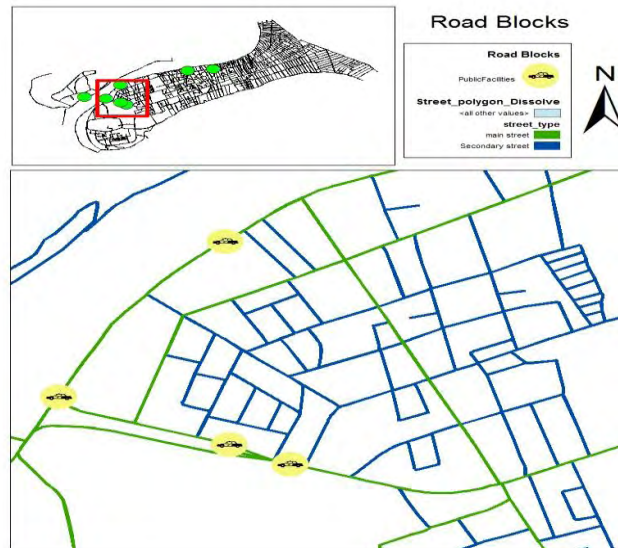 Road Blocks
Road Blocks
PublicFacilities
Street_polygon_Dissolve
<all other values>
street_type
main street
Secondary street
N